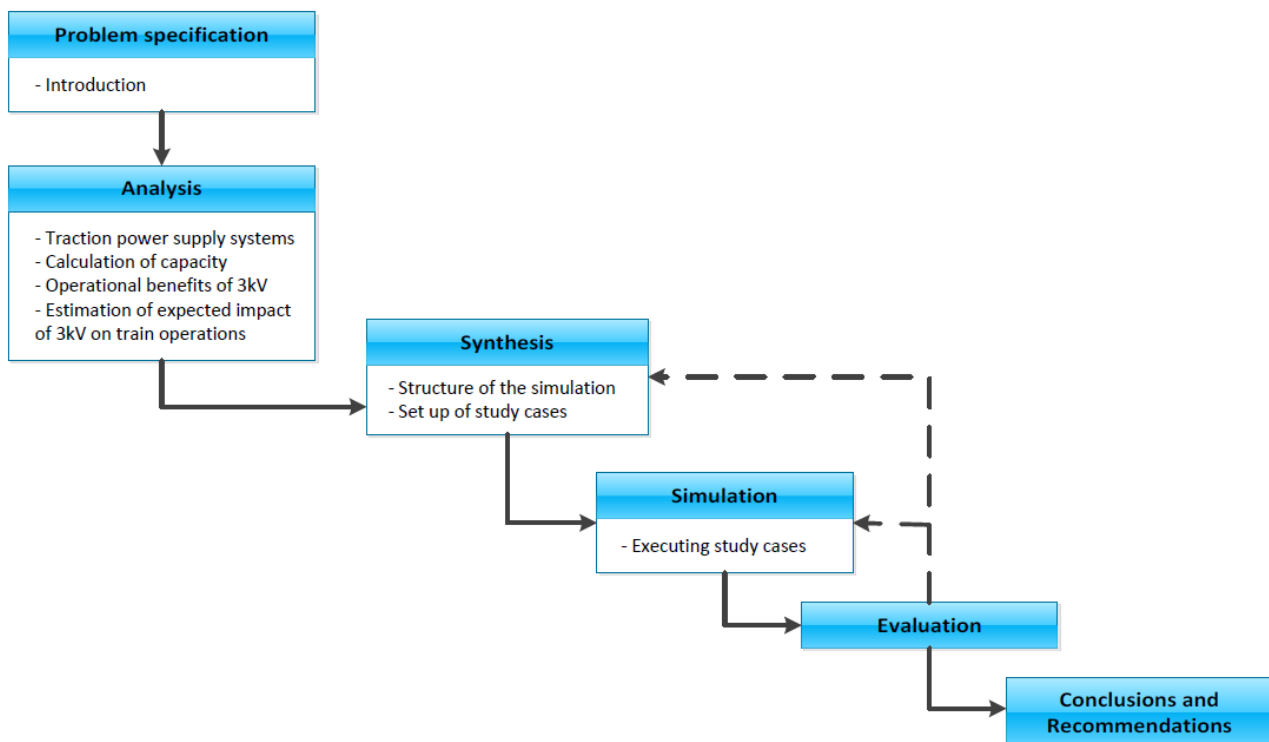 Problem specification
- Introduction
Analysis
- Traction power supply systems
- Calculation of capacity
- Operational benefits of 3kV
- Estimation of expected impact
of 3kV on train operations
Synthesis
- Structure of the simulation
- Set up of study cases
Simulation
- Executing study cases
Evaluation
Conclusions and
Recommendations